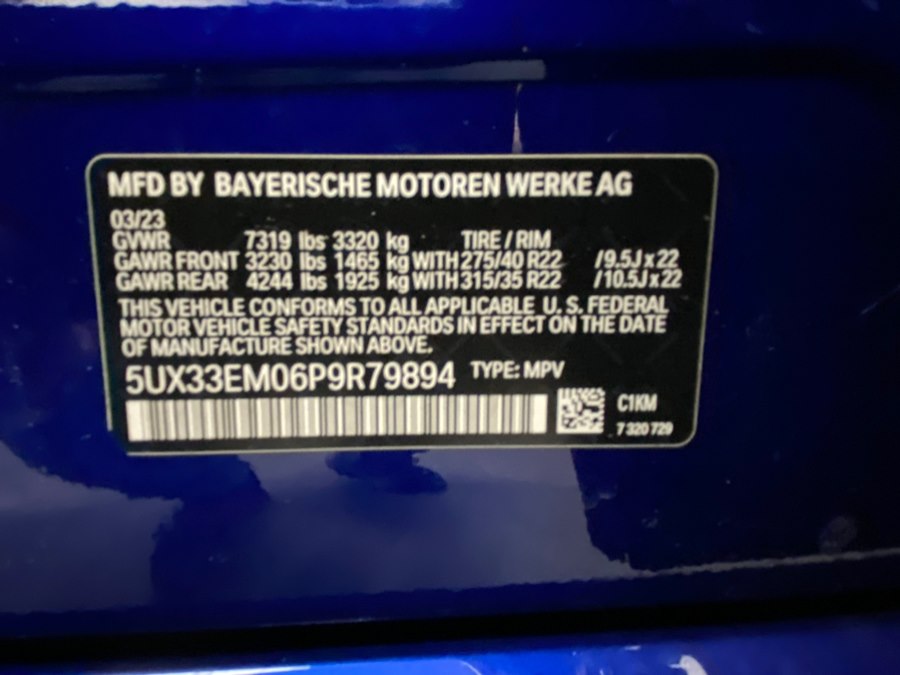 MFD BY BAYERISCHE MOTOREN WERKE AG
03/23
GVWR 7319 lbs 3320 kg TIRE / RIM
GAWR FRONT 3230 lbs 1465 kg WITH 275/40 R22 /9.5J x 22
GAWR REAR 4244 lbs 1925 kg WITH 315/35 R22 /10.5J x 22
THIS VEHICLE CONFORMS TO ALL APPLICABLE U. S. FEDERAL
MOTOR VEHICLE SAFETY STANDARDS IN EFFECT ON THE DATE
OF MANUFACTURE SHOWN ABOVE.
5UX33EM06P9R79894 TYPE: MPV
C1KM
7 320 729